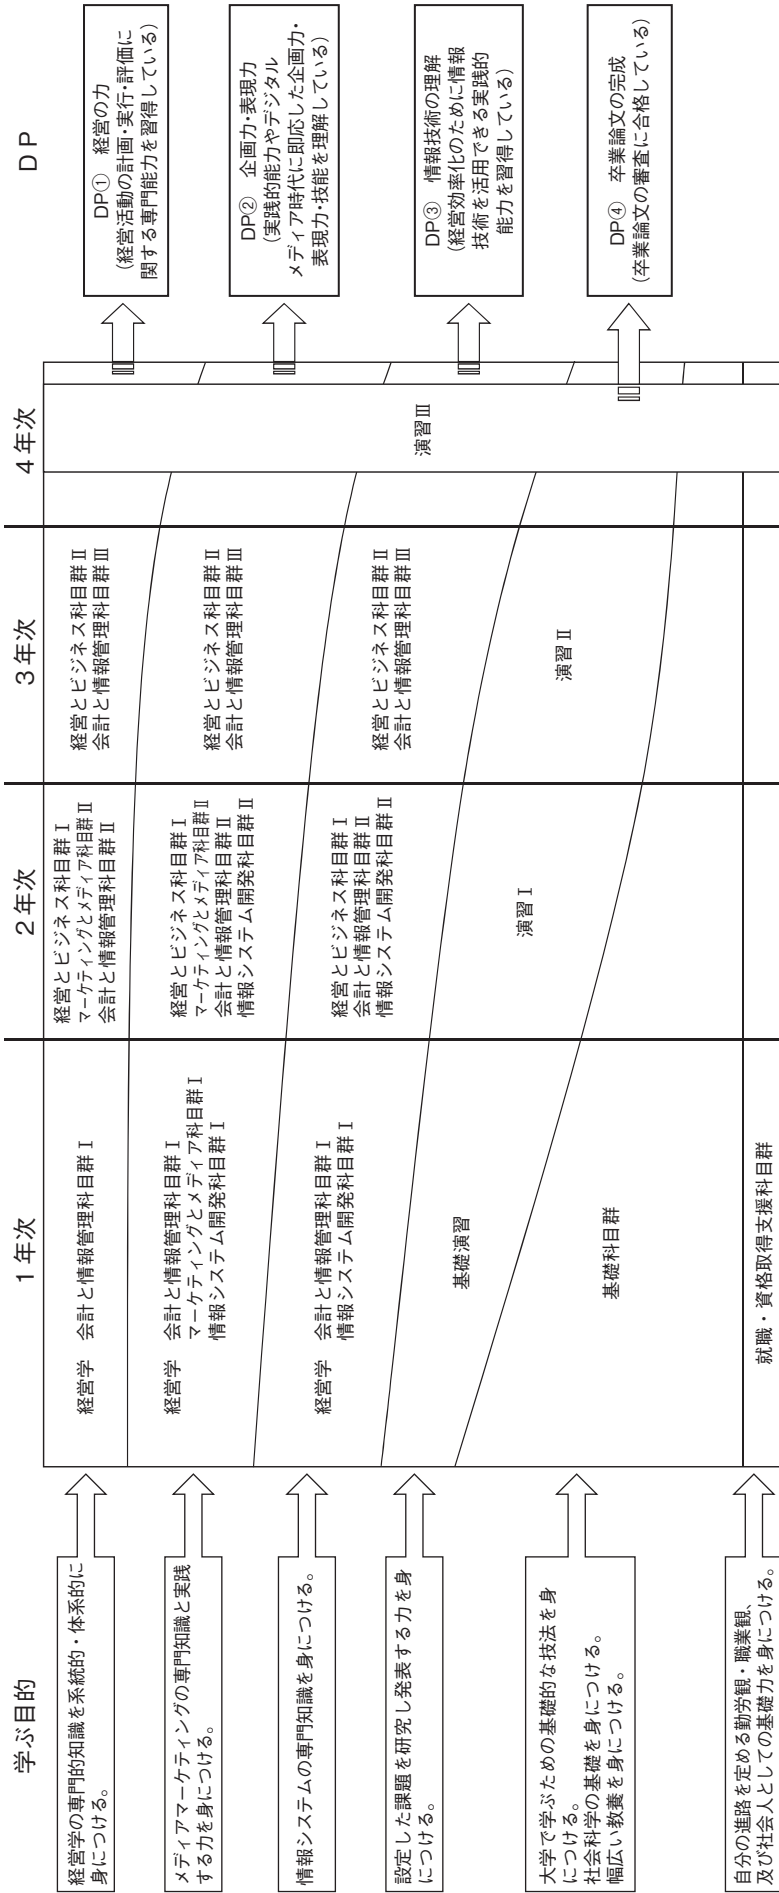 学ぶ目的
1年次
2年次
3年次
4年次
DP
経営学の専門的知識を系統的・体系的に
身につける。
経営学　会計と情報管理科目群Ⅰ
経営とビジネス科目群Ⅰ
マーケティングとメディア科目群Ⅱ
会計と情報管理科目群Ⅱ
経営とビジネス科目群Ⅱ
会計と情報管理科目群Ⅲ
DP①　経営の力
(経営活動の計画・実行・評価に
関する専門能力を習得している)
メディアマーケティングの専門知識と実践
する力を身につける。
経営学　会計と情報管理科目群Ⅰ
マーケティングとメディア科目群Ⅰ
情報システム開発科目群Ⅰ
経営とビジネス科目群Ⅰ
マーケティングとメディア科目群Ⅱ
会計と情報管理科目群Ⅱ
情報システム開発科目群Ⅱ
経営とビジネス科目群Ⅱ
会計と情報管理科目群Ⅲ
DP②　企画力・表現力
(実践的能力やデジタル
メディア時代に即応した企画力・
表現力・技能を理解している)
情報システムの専門知識を身につける。
経営学　会計と情報管理科目群Ⅰ
情報システム開発科目群Ⅰ
経営とビジネス科目群Ⅰ
会計と情報管理科目群Ⅱ
情報システム開発科目群Ⅱ
経営とビジネス科目群Ⅱ
会計と情報管理科目群Ⅲ
DP③　情報技術の理解
(経営効率化のために情報
技術を活用できる実践的
能力を習得している)
設定した課題を研究し発表する力を身
につける。
基礎演習
演習Ⅰ
演習Ⅱ
演習Ⅲ
DP④　卒業論文の完成
(卒業論文の審査に合格している)
大学で学ぶための基礎的な技法を身
につける。
社会科学の基礎を身につける。
幅広い教養を身につける。
基礎科目群
自分の進路を定める勤労観・職業観、
及び社会人としての基礎力を身につける。
就職・資格取得支援科目群